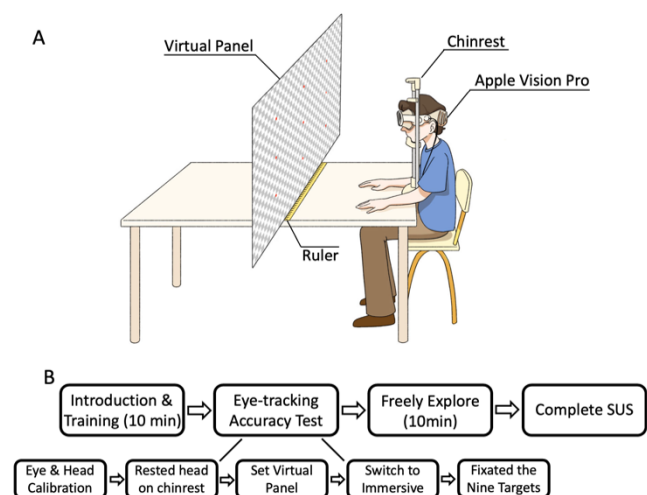 A
Virtual Panel
Chinrest
Apple Vision Pro
Ruler
B
Introduction &
Training (10 min)
Eye-tracking
Accuracy Test
Freely Explore
(10min)
Complete SUS
Eye & Head
Calibration
Rested head
on chinrest
Set Virtual
Panel
Switch to
Immersive
Fixated the
Nine Targets